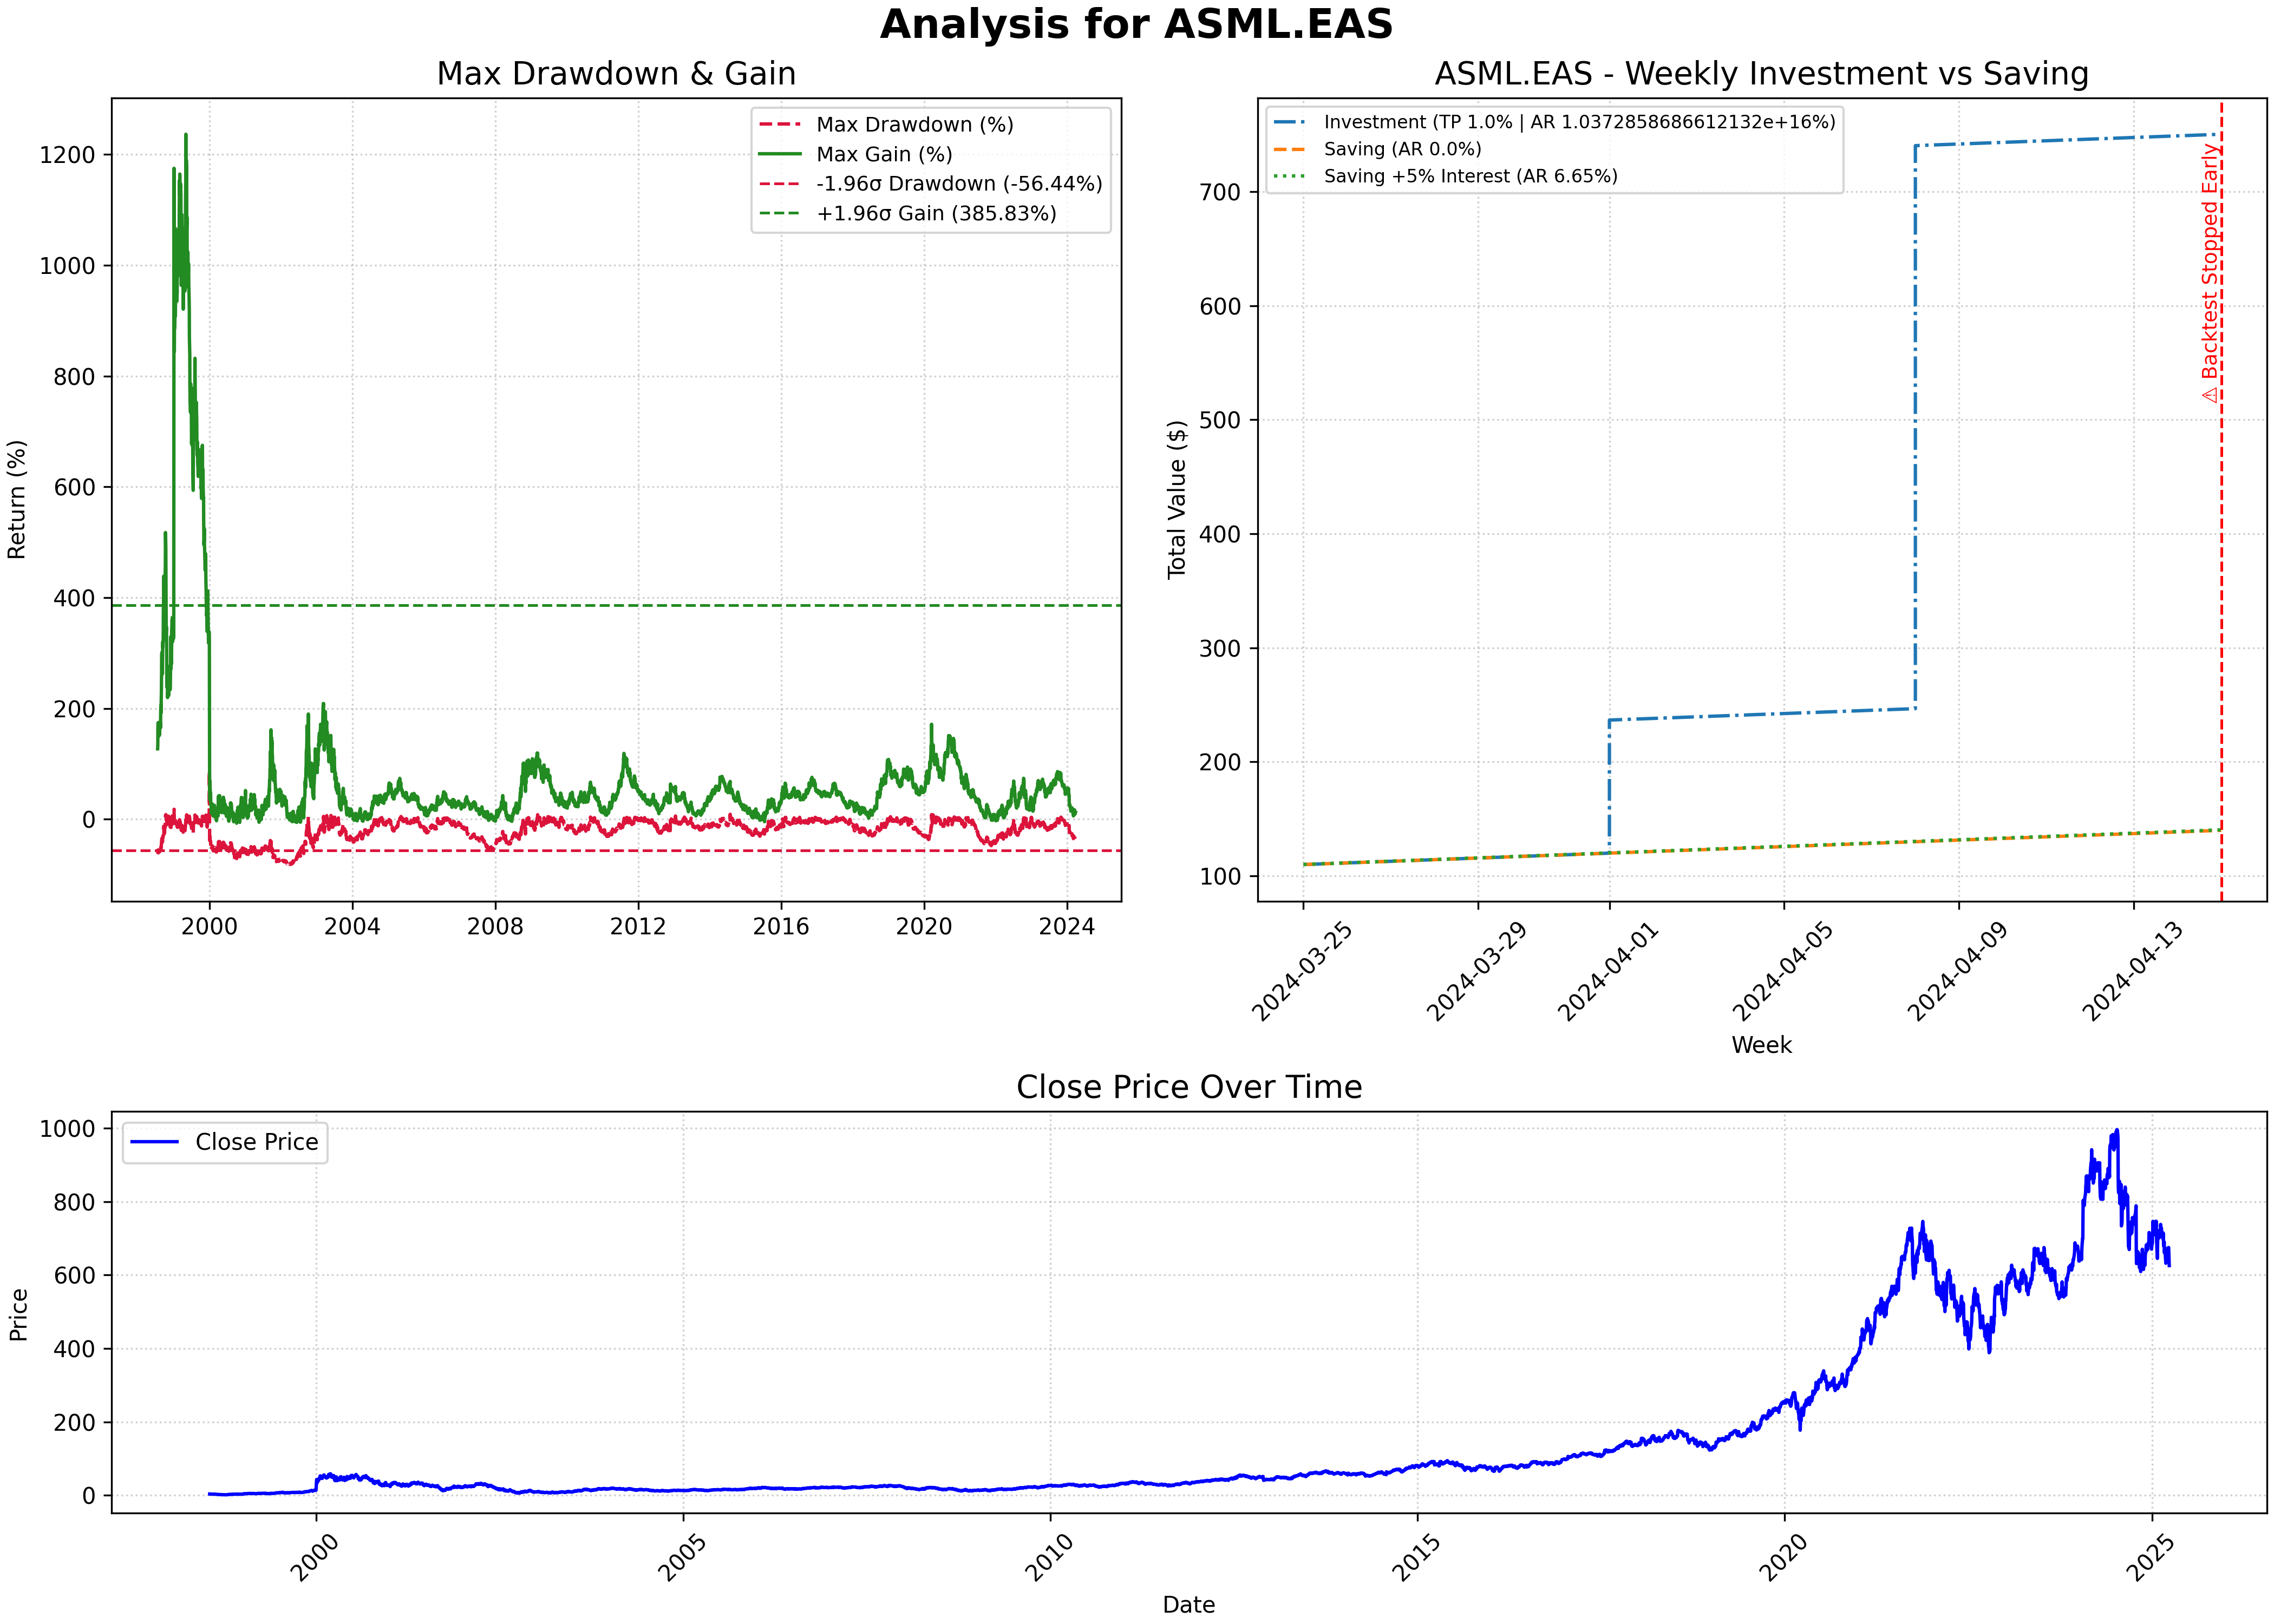 Analysis for ASML.EAS
Max Drawdown & Gain
Return (%)
1200
1000
800
600
400
200
0
Max Drawdown (%)
Max Gain (%)
-1.96σ Drawdown (-56.44%)
+1.96σ Gain (385.83%)
2000
2004
2008
2012
2016
2020
2024
ASML.EAS - Weekly Investment vs Saving
Total Value ($)
700
600
500
400
300
200
100
Investment (TP 1.0% | AR 1.0372858686612132e+16%)
Saving (AR 0.0%)
Saving +5% Interest (AR 6.65%)
⚠ Backtest Stopped Early
2024-03-25
2024-03-29
2024-04-01
2024-04-05
2024-04-09
2024-04-13
Week
Close Price Over Time
Price
1000
800
600
400
200
0
Close Price
2000
2005
2010
2015
2020
2025
Date